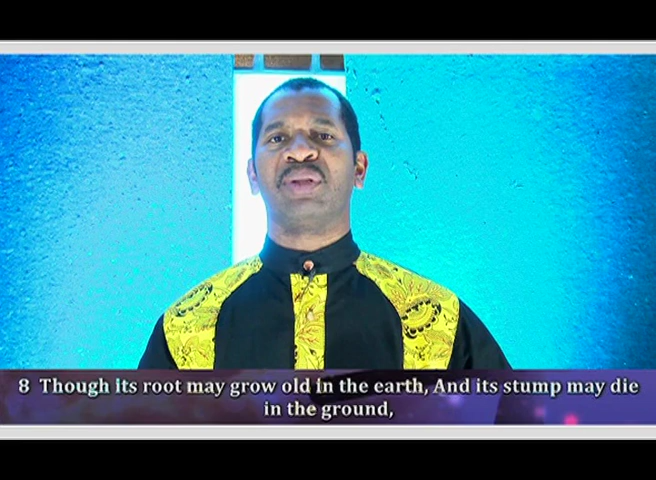 8 Though its root may grow old in the earth, And its stump may die
in the ground,